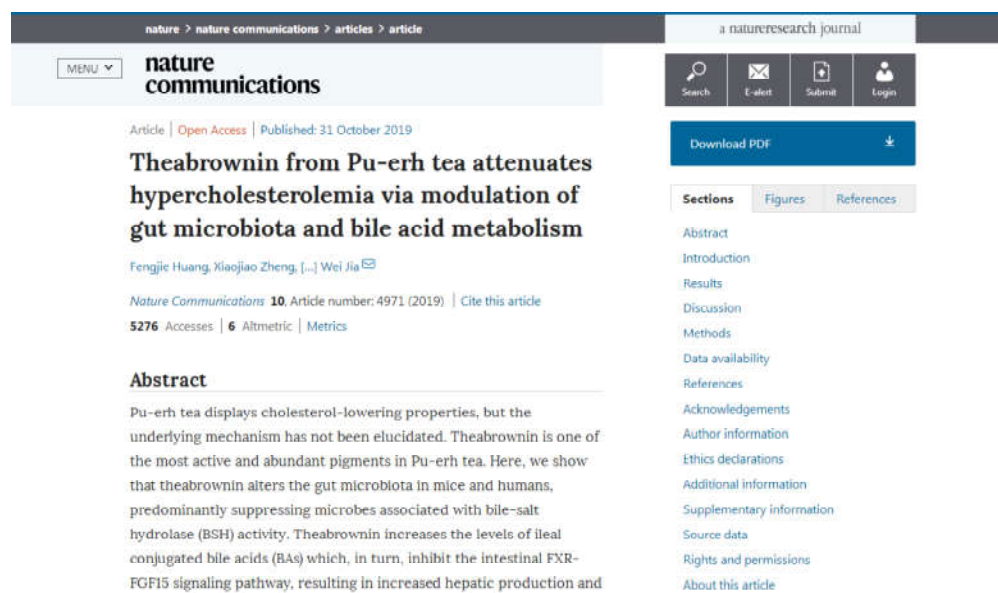 nature > nature communications > articles > article
a natureresearch journal
MENU
nature
communications
Search
E-alert
Submit
Login
Article | Open Access | Published: 31 October 2019
Theabrownin from Pu-erh tea attenuates
hypercholesterolemia via modulation of
gut microbiota and bile acid metabolism
Fengjie Huang, Xiaojiao Zheng, [...] Wei Jia
Nature Communications 10, Article number: 4971 (2019) | Cite this article
5276 Accesses | 6 Altmetric | Metrics
Abstract
Pu-erh tea displays cholesterol-lowering properties, but the
underlying mechanism has not been elucidated. Theabrownin is one of
the most active and abundant pigments in Pu-erh tea. Here, we show
that theabrownin alters the gut microbiota in mice and humans,
predominantly suppressing microbes associated with bile-salt
hydrolase (BSH) activity. Theabrownin increases the levels of ileal
conjugated bile acids (BAs) which, in turn, inhibit the intestinal FXR-
FGF15 signaling pathway, resulting in increased hepatic production and
Download PDF
Sections
Figures
References
Abstract
Introduction
Results
Discussion
Methods
Data availability
References
Acknowledgements
Author information
Ethics declarations
Additional information
Supplementary information
Source data
Rights and permissions
About this article